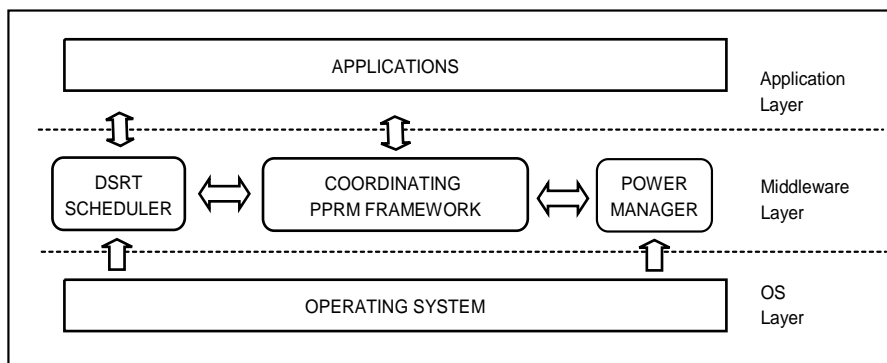 APPLICATIONS
Application
Layer
DSRT
SCHEDULER
COORDINATING
PPRM FRAMEWORK
POWER
MANAGER
Middleware
Layer
OPERATING SYSTEM
OS
Layer